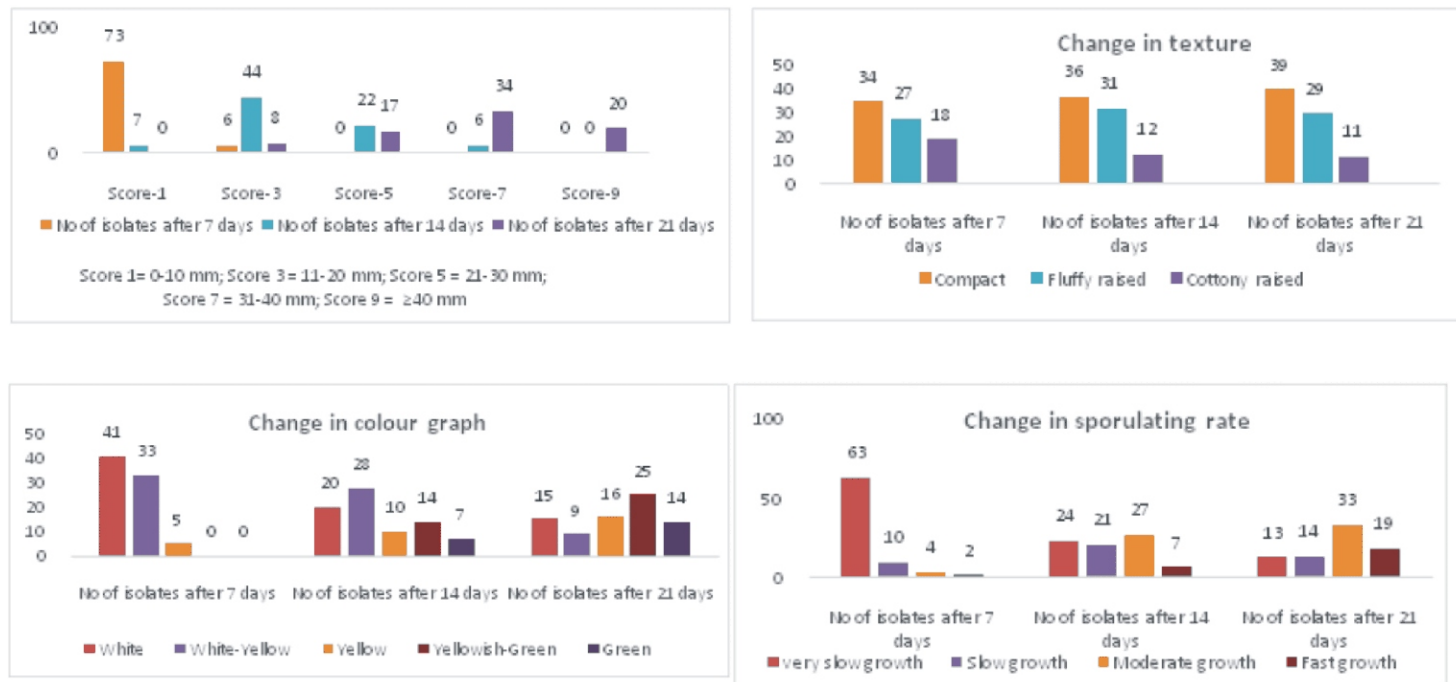 100
73
7
0
6
44
8
0
22
17
0
6
34
0
0
20
0
Score-1 Score-3 Score-5 Score-7 Score-9
No of isolates after 7 days No of isolates after 14 days No of isolates after 21 days
Score 1= 0-10 mm; Score 3 = 11-20 mm; Score 5 = 21-30 mm;
Score 7 = 31-40 mm; Score 9 = ≥40 mm
Change in texture
50
40
30
20
10
0
34
27
18
36
31
12
39
29
11
No of isolates after 7
days
No of isolates after 14
days
No of isolates after 21
days
Compact Fluffy raised Cottony raised
Change in colour graph
50
40
30
20
10
0
41
33
5
0
0
20
28
10
14
7
15
9
16
25
14
No of isolates after 7 days No of isolates after 14 days No of isolates after 21 days
White White-Yellow Yellow Yellowish-Green Green
Change in sporulating rate
100
50
0
63
10
4
2
24
21
27
7
13
14
33
19
No of isolates after 7
days
No of isolates after 14
days
No of isolates after 21
days
very slow growth Slow growth Moderate growth Fast growth